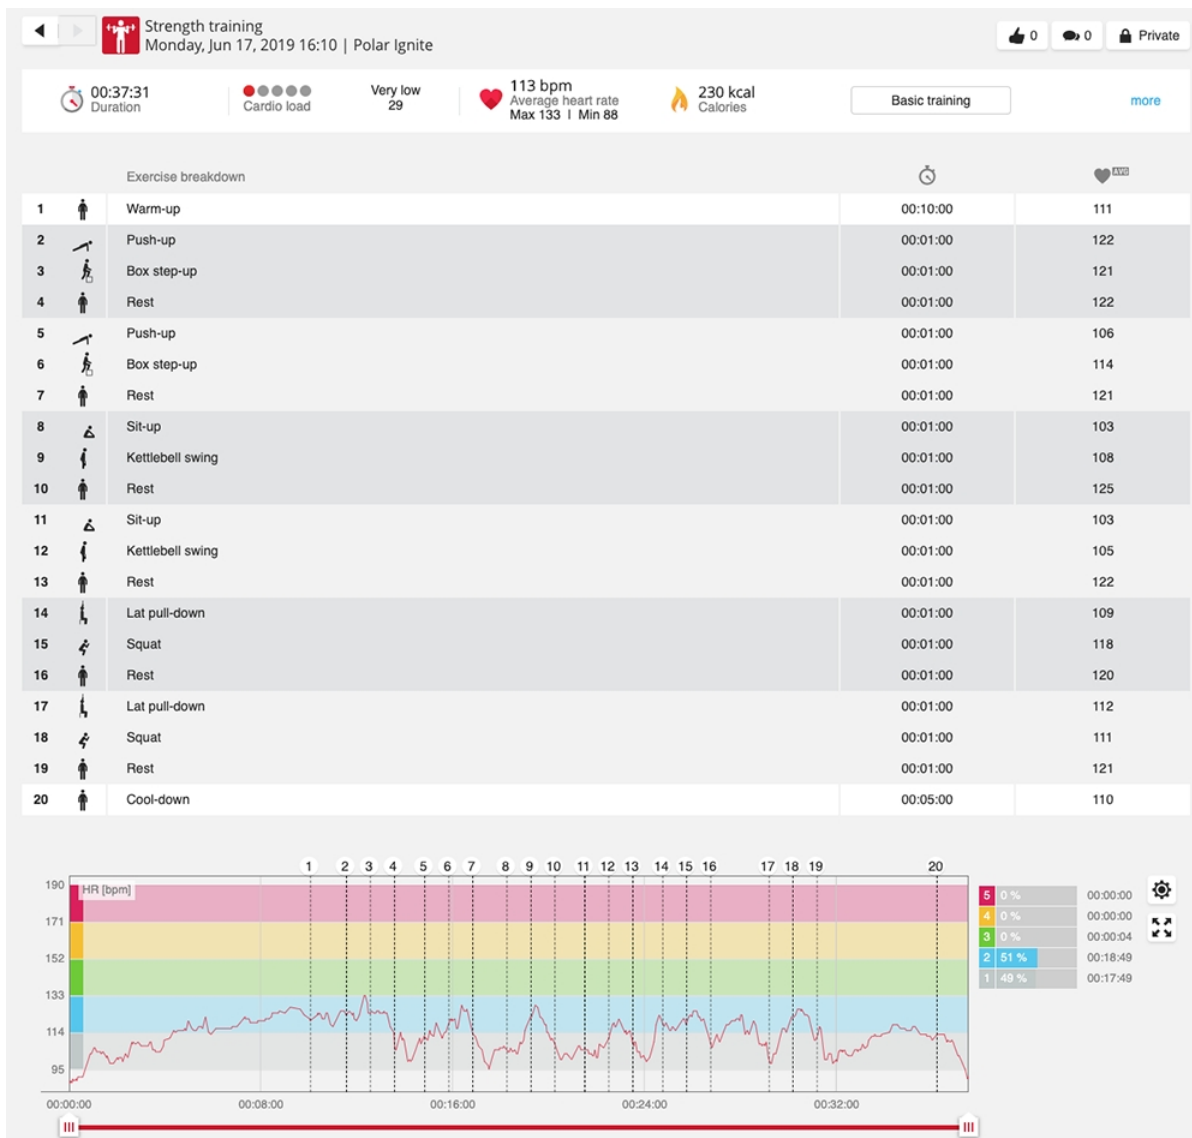 Strength training
Monday, Jun 17, 2019 16:10 | Polar Ignite
0 0 Private
00:37:31
Duration
Cardio load
Very low
29
113 bpm
Average heart rate
Max 133 | Min 88
230 kcal
Calories
Basic training
more
Exercise breakdown AVG
1 Warm-up 00:10:00 111
2 Push-up 00:01:00 122
3 Box step-up 00:01:00 121
4 Rest 00:01:00 122
5 Push-up 00:01:00 106
6 Box step-up 00:01:00 114
7 Rest 00:01:00 121
8 Sit-up 00:01:00 103
9 Kettlebell swing 00:01:00 108
10 Rest 00:01:00 125
11 Sit-up 00:01:00 103
12 Kettlebell swing 00:01:00 105
13 Rest 00:01:00 122
14 Lat pull-down 00:01:00 109
15 Squat 00:01:00 118
16 Rest 00:01:00 120
17 Lat pull-down 00:01:00 112
18 Squat 00:01:00 111
19 Rest 00:01:00 121
20 Cool-down 00:05:00 110
1 2 3 4 5 6 7 8 9 10 11 12 13 14 15 16 17 18 19 20
HR [bpm]
190
171
152
133
114
95
00:00:00 00:08:00 00:16:00 00:24:00 00:32:00
5 0 % 00:00:00
4 0 % 00:00:00
3 0 % 00:00:04
2 51 % 00:18:49
1 49 % 00:17:49